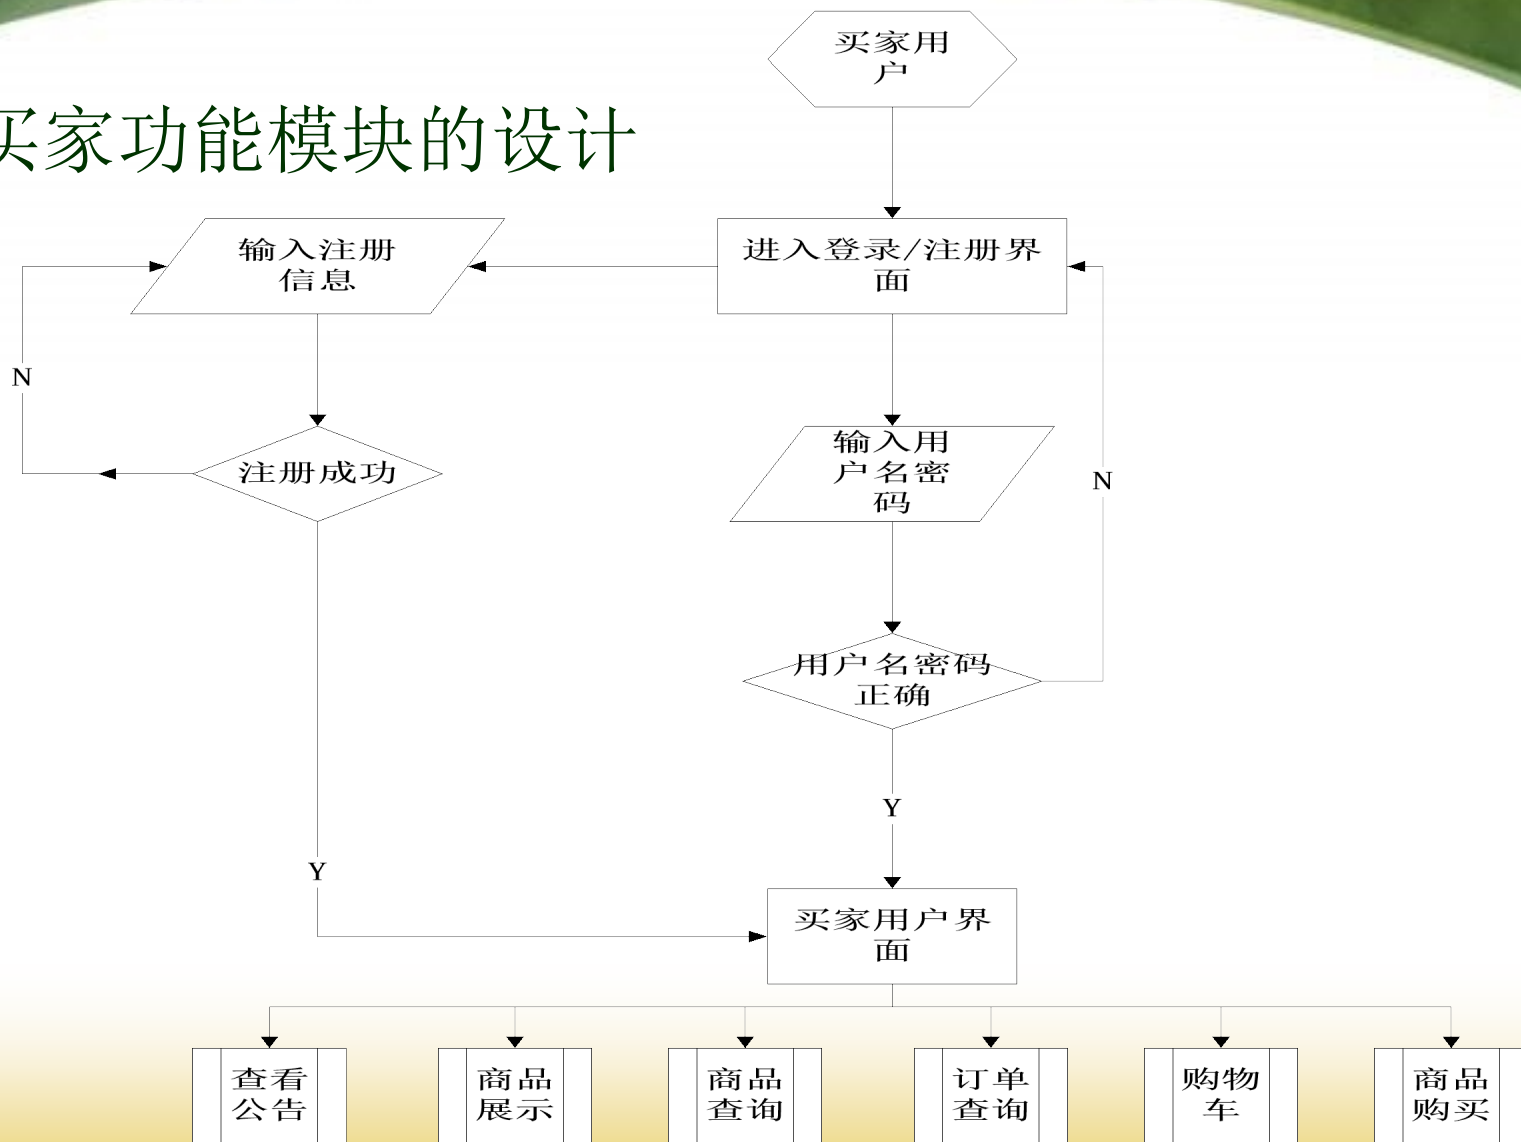 买家用
户
买家功能模块的设计
输入注册
信息
进入登录/注册界
面
N
输入用
户名密
码
注册成功
N
用户名密码
正确
Y
Y
买家用户界
面
查看
公告
商品
展示
商品
查询
订单
查询
购物
车
商品
购买